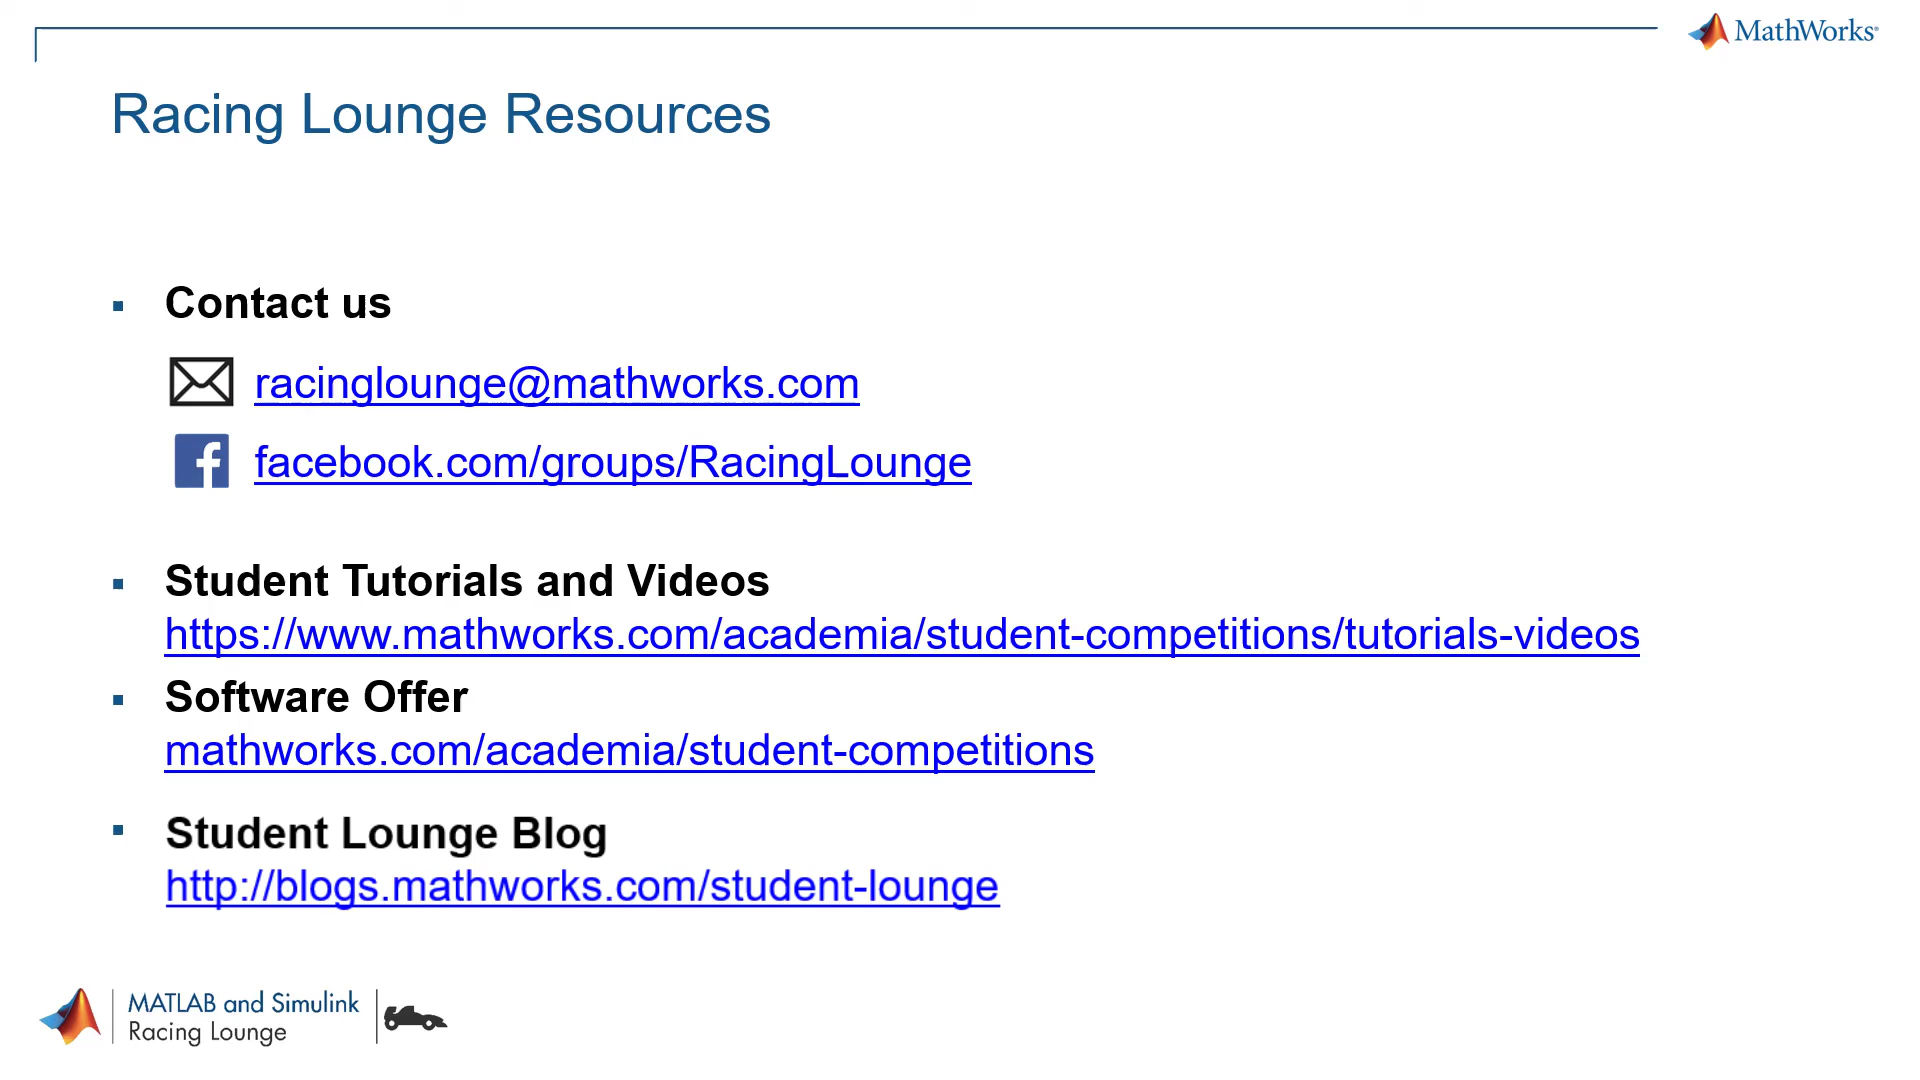 MathWorks®
Racing Lounge Resources
▪ Contact us
racinglounge@mathworks.com
facebook.com/groups/RacingLounge
▪ Student Tutorials and Videos
https://www.mathworks.com/academia/student-competitions/tutorials-videos
▪ Software Offer
mathworks.com/academia/student-competitions
▪ Student Lounge Blog
http://blogs.mathworks.com/student-lounge
MATLAB and Simulink
Racing Lounge